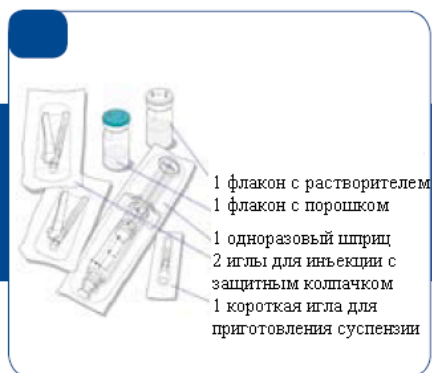 1 флакон с растворителем
1 флакон с порошком
1 одноразовый шприц
2 иглы для инъекции с
защитным колпачком
1 короткая игла для
приготовления суспензии